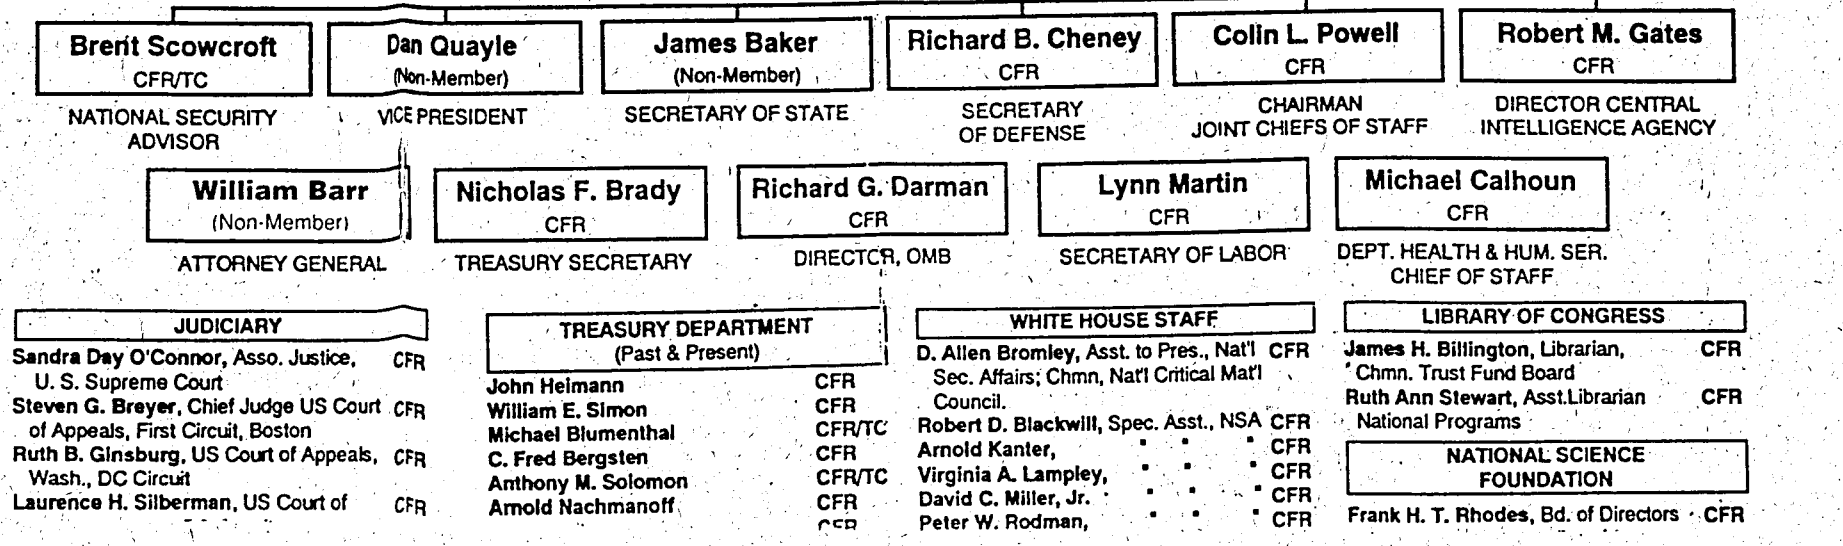 Brent Scowcroft
CFR/TC
NATIONAL SECURITY
ADVISOR
Dan Quayle
(Non-Member)
VICE PRESIDENT
James Baker
(Non-Member)
SECRETARY OF STATE
Richard B. Cheney
CFR
SECRETARY
OF DEFENSE
Colin L. Powell
CFR
CHAIRMAN
JOINT CHIEFS OF STAFF
Robert M. Gates
CFR
DIRECTOR CENTRAL
INTELLIGENCE AGENCY
William Barr
(Non-Member)
ATTORNEY GENERAL
Nicholas F. Brady
CFR
TREASURY SECRETARY
Richard G. Darman
CFR
DIRECTOR, OMB
Lynn Martin
CFR
SECRETARY OF LABOR
Michael Calhoun
CFR
DEPT. HEALTH & HUM. SER.
CHIEF OF STAFF
JUDICIARY
Sandra Day O'Connor, Asso. Justice, CFR
U. S. Supreme Court
Steven G. Breyer, Chief Judge US Court CFR
of Appeals, First Circuit, Boston
Ruth B. Ginsburg, US Court of Appeals, CFR
Wash., DC Circuit
Laurence H. Silberman, US Court of CFR
TREASURY DEPARTMENT
(Past & Present)
John Heimann CFR
William E. Simon CFR
Michael Blumenthal CFR/TC
C. Fred Bergsten CFR
Anthony M. Solomon CFR/TC
Arnold Nachmanoff CFR
CFR
WHITE HOUSE STAFF
D. Allen Bromley, Asst. to Pres., Nat'l CFR
Sec. Affairs; Chmn, Nat'l Critical Mat'l
Council.
Robert D. Blackwill, Spec. Asst., NSA CFR
Arnold Kanter, " " " CFR
Virginia A. Lampley, " " " CFR
David C. Miller, Jr. " " " CFR
Peter W. Rodman, " " " CFR
LIBRARY OF CONGRESS
James H. Billington, Librarian, CFR
Chmn. Trust Fund Board
Ruth Ann Stewart, Asst.Librarian CFR
National Programs
NATIONAL SCIENCE
FOUNDATION
Frank H. T. Rhodes, Bd. of Directors CFR